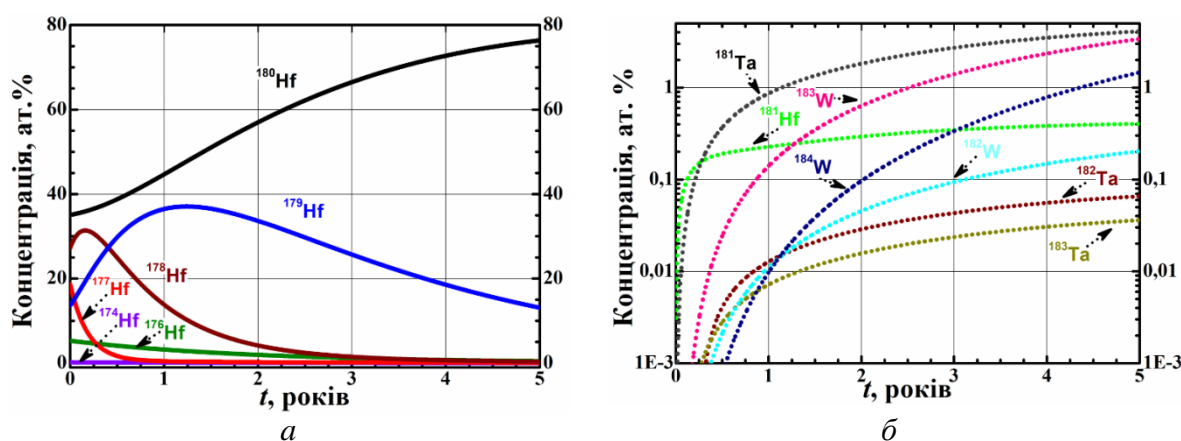 Концентрація, ат. %
80
60
40
20
0
80
60
40
20
0
¹⁸⁰Hf
¹⁷⁹Hf
¹⁷⁸Hf
¹⁷⁷Hf
¹⁷⁴Hf
¹⁷⁶Hf
0 1 2 3 4 5
t, років
а
Концентрація, ат. %
1
0,1
0,01
1E-3
1
0,1
0,01
1E-3
¹⁸¹Ta
¹⁸³W
¹⁸¹Hf
¹⁸⁴W
¹⁸²W
¹⁸²Ta
¹⁸³Ta
0 1 2 3 4 5
t, років
б